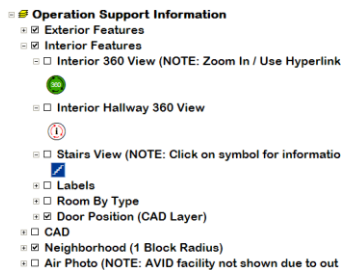 Operation Support Information
Exterior Features
Interior Features
Interior 360 View (NOTE: Zoom In / Use Hyperlink
360
Interior Hallway 360 View
Stairs View (NOTE: Click on symbol for informatio
Labels
Room By Type
Door Position (CAD Layer)
CAD
Neighborhood (1 Block Radius)
Air Photo (NOTE: AVID facility not shown due to out